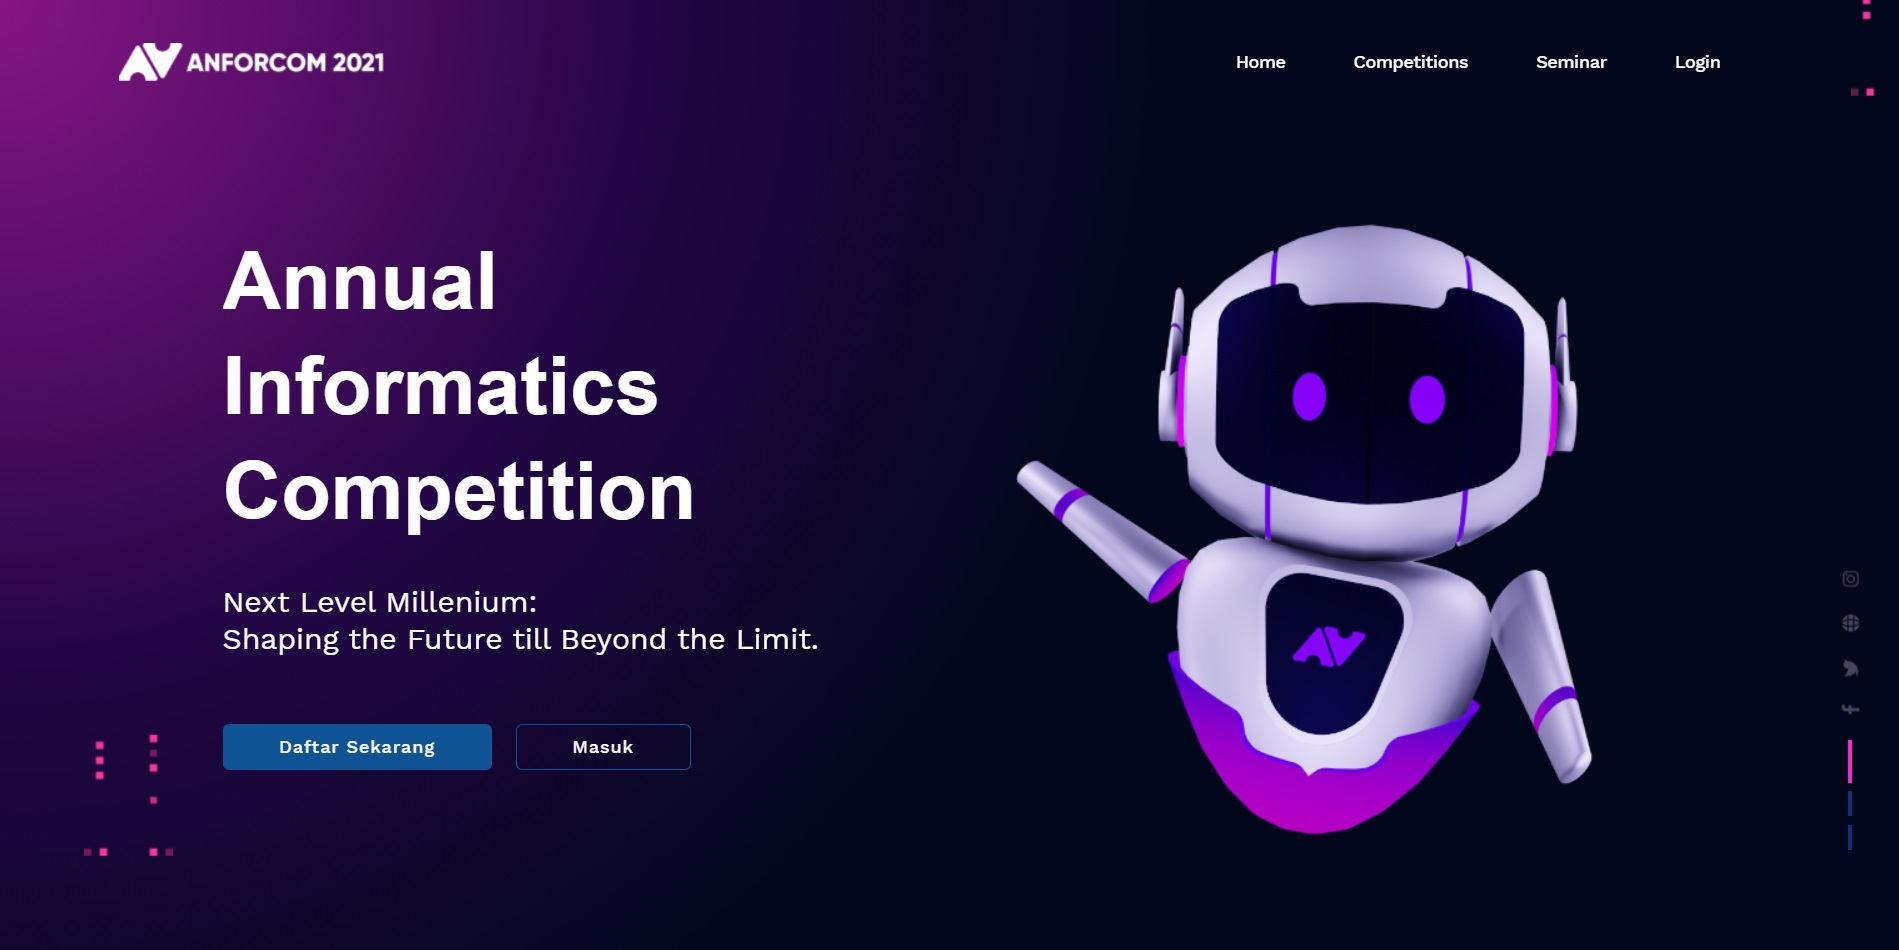 ANFORCOM 2021
Home
Competitions
Seminar
Login
Annual
Informatics
Competition
Next Level Millenium:
Shaping the Future till Beyond the Limit.
Daftar Sekarang
Masuk